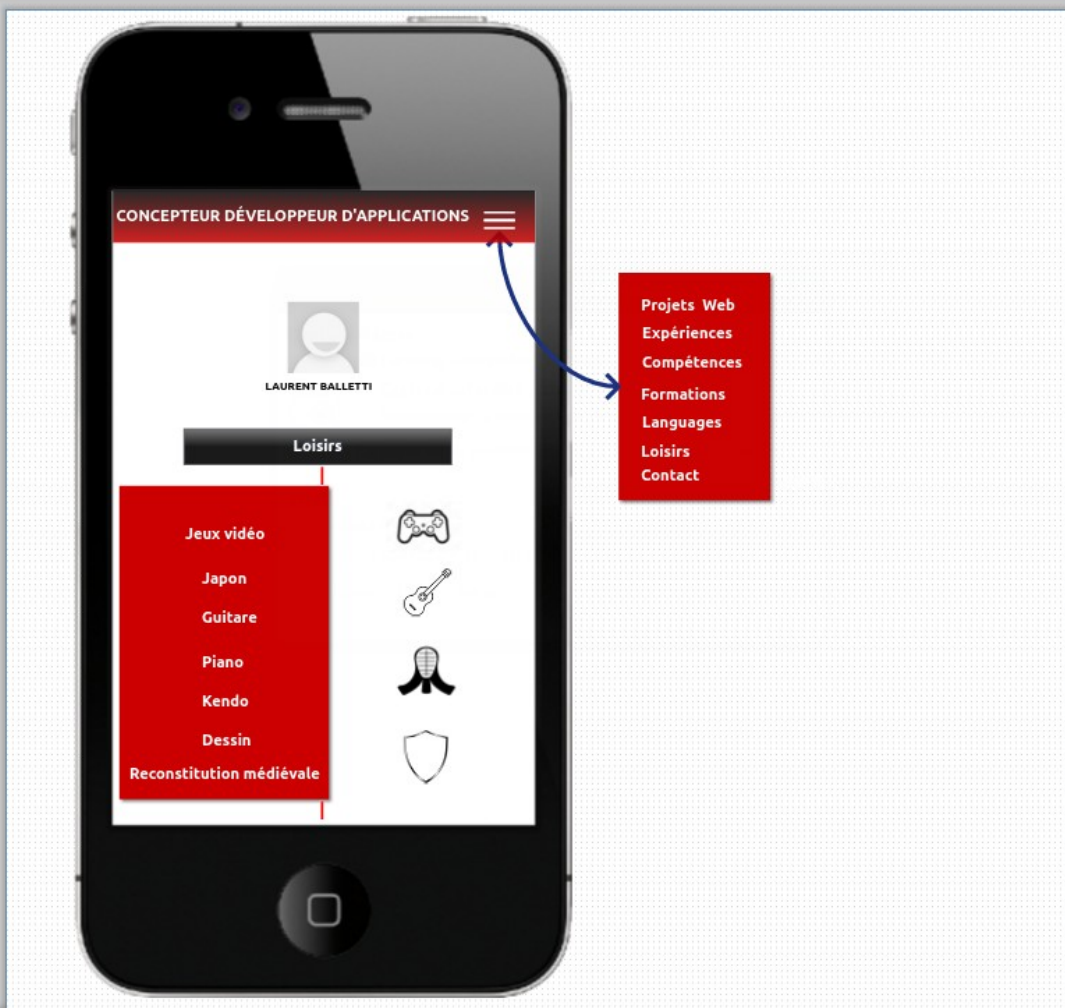 CONCEPTEUR DÉVELOPPEUR D'APPLICATIONS
LAURENT BALLETTI
Loisirs
Jeux vidéo
Japon
Guitare
Piano
Kendo
Dessin
Reconstitution médiévale
Projets Web
Expériences
Compétences
Formations
Languages
Loisirs
Contact